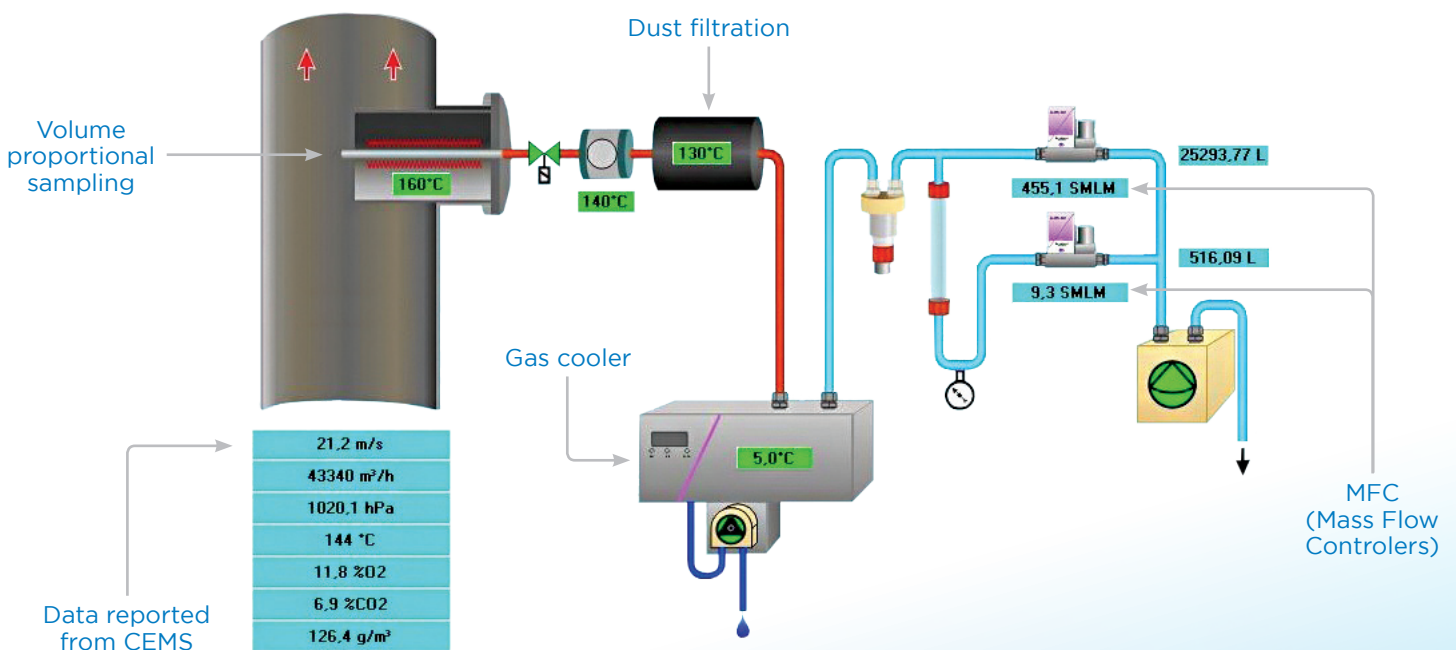 Dust filtration
Volume
proportional
sampling
160°C
140°C
130°C
25293,77 L
455,1 SMLM
516,09 L
9,3 SMLM
Gas cooler
5,0°C
MFC
(Mass Flow
Controlers)
21,2 m/s
43340 m³/h
1020,1 hPa
144 °C
11,8 %O2
6,9 %CO2
126,4 g/m³
Data reported
from CEMS